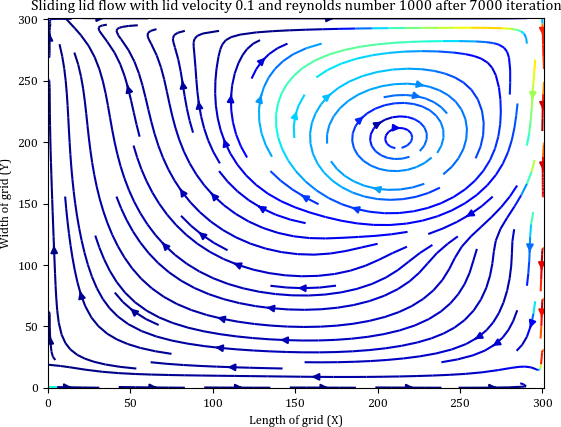 Sliding lid flow with lid velocity 0.1 and reynolds number 1000 after 7000 iteration
300
250
200
150
100
50
0
Width of grid (Y)
0 50 100 150 200 250 300
Length of grid (X)